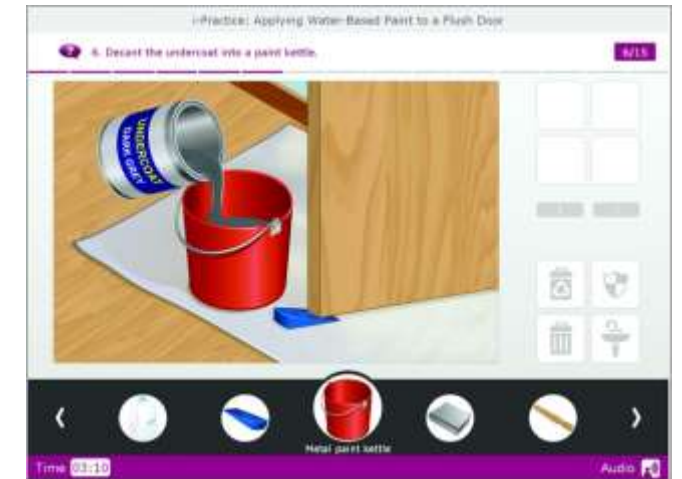 i-Practice: Applying Water-Based Paint to a Flush Door
6. Decant the undercoat into a paint kettle.
6/15
UNDERCOAT
DARK GREY
Metal paint kettle
Time 03:10
Audio